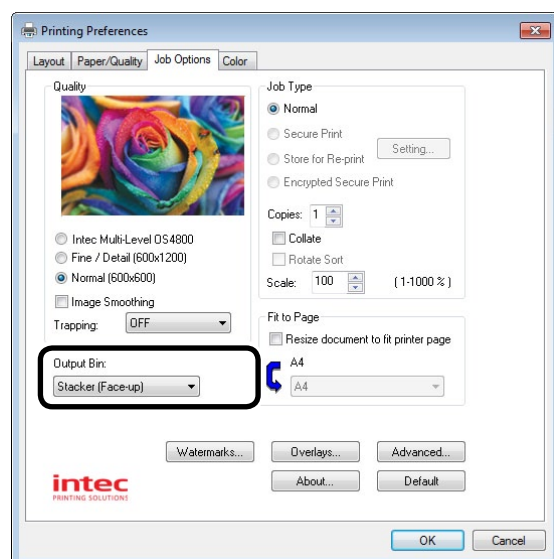 Printing Preferences
Layout
Paper/Quality
Job Options
Color
Quality
Intec Multi-Level OS4800
Fine / Detail (600x1200)
Normal (600x600)
Image Smoothing
Trapping: OFF
Output Bin:
Stacker (Face-up)
Job Type
Normal
Secure Print
Store for Re-print
Setting...
Encrypted Secure Print
Copies: 1
Collate
Rotate Sort
Scale: 100 (1-1000 %)
Fit to Page
Resize document to fit printer page
A4
A4
Watermarks... Overlays... Advanced...
About... Default
intec
PRINTING SOLUTIONS
OK Cancel